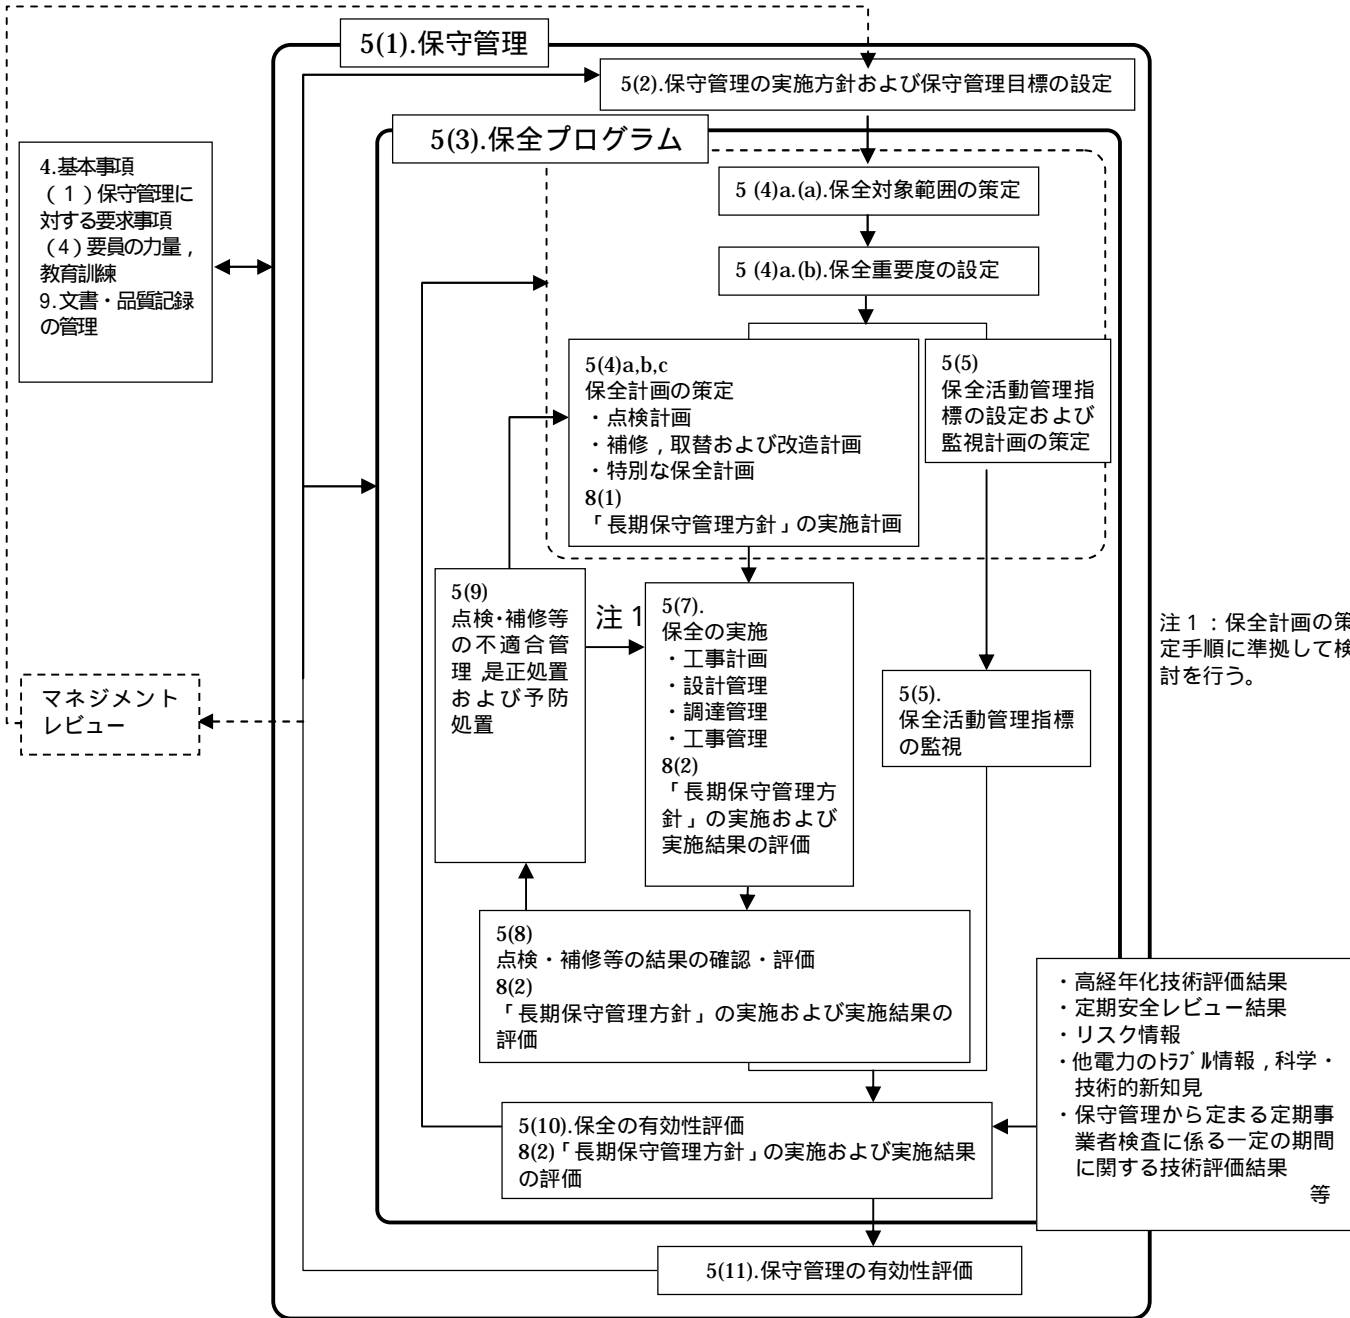 5(1).保守管理
5(2).保守管理の実施方針および保守管理目標の設定
5(3).保全プログラム
4.基本事項
（1）保守管理に
対する要求事項
（4）要員の力量，
教育訓練
9.文書・品質記録
の管理
5 (4)a.(a).保全対象範囲の策定
5 (4)a.(b).保全重要度の設定
5(4)a,b,c
保全計画の策定
・点検計画
・補修，取替および改造計画
・特別な保全計画
8(1)
「長期保守管理方針」の実施計画
5(5)
保全活動管理指
標の設定および
監視計画の策定
5(9)
点検･補修等
の不適合管
理,是正処置
および予防
処置
注1
5(7).
保全の実施
・工事計画
・設計管理
・調達管理
・工事管理
8(2)
「長期保守管理方
針」の実施および
実施結果の評価
注1：保全計画の策
定手順に準拠して検
討を行う。
マネジメント
レビュー
5(5).
保全活動管理指標
の監視
5(8)
点検・補修等の結果の確認・評価
8(2)
「長期保守管理方針」の実施および実施結果の
評価
・高経年化技術評価結果
・定期安全レビュー結果
・リスク情報
・他電力のﾄﾗﾌﾞﾙ情報，科学・
技術的新知見
・保守管理から定まる定期事
業者検査に係る一定の期間
に関する技術評価結果
等
5(10).保全の有効性評価
8(2)「長期保守管理方針」の実施および実施結果
の評価
5(11).保守管理の有効性評価